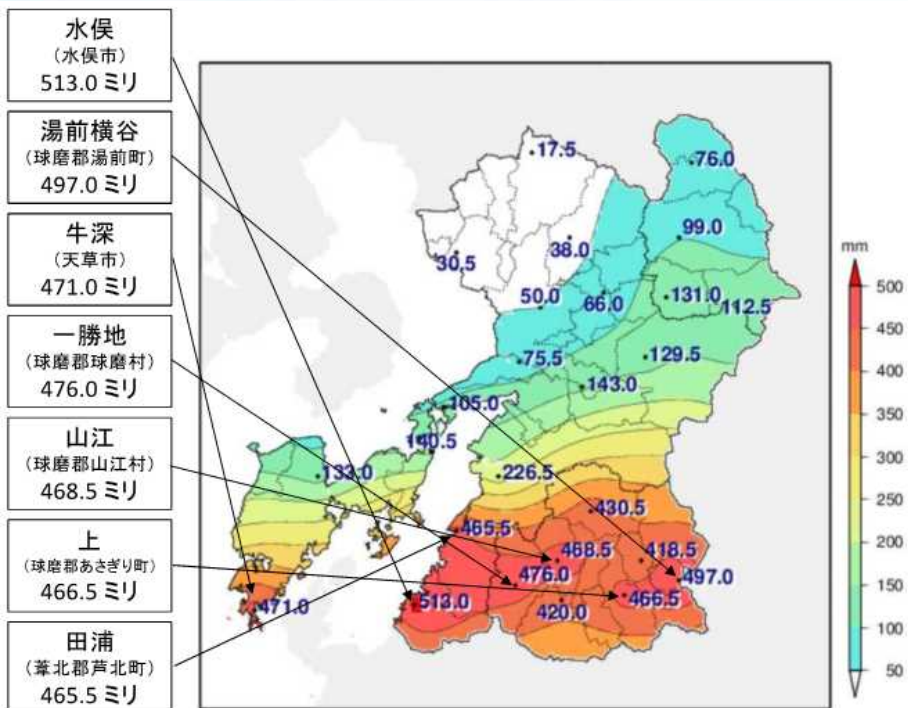 水俣
（水俣市）
513.0 ミリ
湯前横谷
（球磨郡湯前町）
497.0 ミリ
牛深
（天草市）
471.0 ミリ
一勝地
（球磨郡球磨村）
476.0 ミリ
山江
（球磨郡山江村）
468.5 ミリ
上
（球磨郡あさぎり町）
466.5 ミリ
田浦
（葦北郡芦北町）
465.5 ミリ
17.5
76.0
30.5
38.0
99.0
50.0
66.0
131.0
112.5
75.5
129.5
143.0
105.0
140.5
133.0
226.5
430.5
465.5
468.5
418.5
476.0
497.0
466.5
471.0
513.0
420.0
mm
500
450
400
350
300
250
200
150
100
50